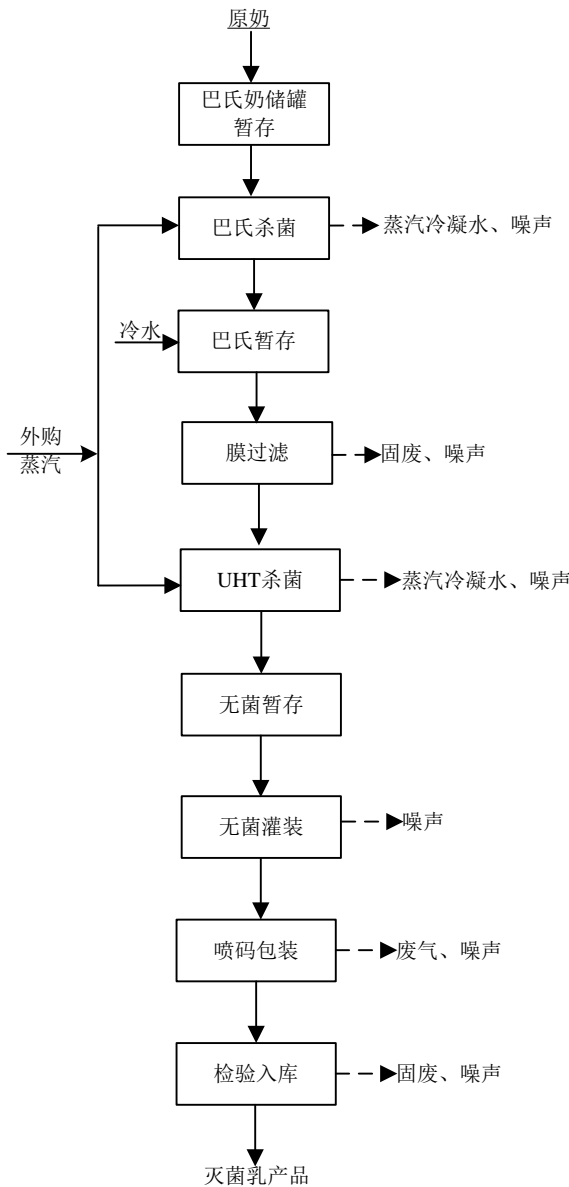 原奶
巴氏奶储罐
暂存
巴氏杀菌
蒸汽冷凝水、噪声
冷水
巴氏暂存
外购
蒸汽
膜过滤
固废、噪声
UHT杀菌
蒸汽冷凝水、噪声
无菌暂存
无菌灌装
噪声
喷码包装
废气、噪声
检验入库
固废、噪声
灭菌乳产品